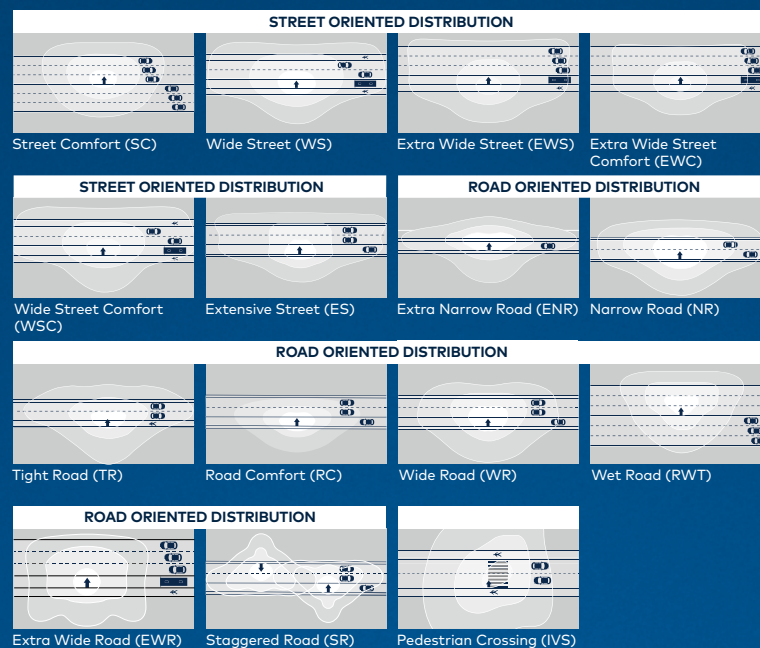 STREET ORIENTED DISTRIBUTION
Street Comfort (SC)
Wide Street (WS)
Extra Wide Street (EWS)
Extra Wide Street
Comfort (EWC)
STREET ORIENTED DISTRIBUTION
ROAD ORIENTED DISTRIBUTION
Wide Street Comfort
(WSC)
Extensive Street (ES)
Extra Narrow Road (ENR)
Narrow Road (NR)
ROAD ORIENTED DISTRIBUTION
Tight Road (TR)
Road Comfort (RC)
Wide Road (WR)
Wet Road (RWT)
ROAD ORIENTED DISTRIBUTION
Extra Wide Road (EWR)
Staggered Road (SR)
Pedestrian Crossing (IVS)